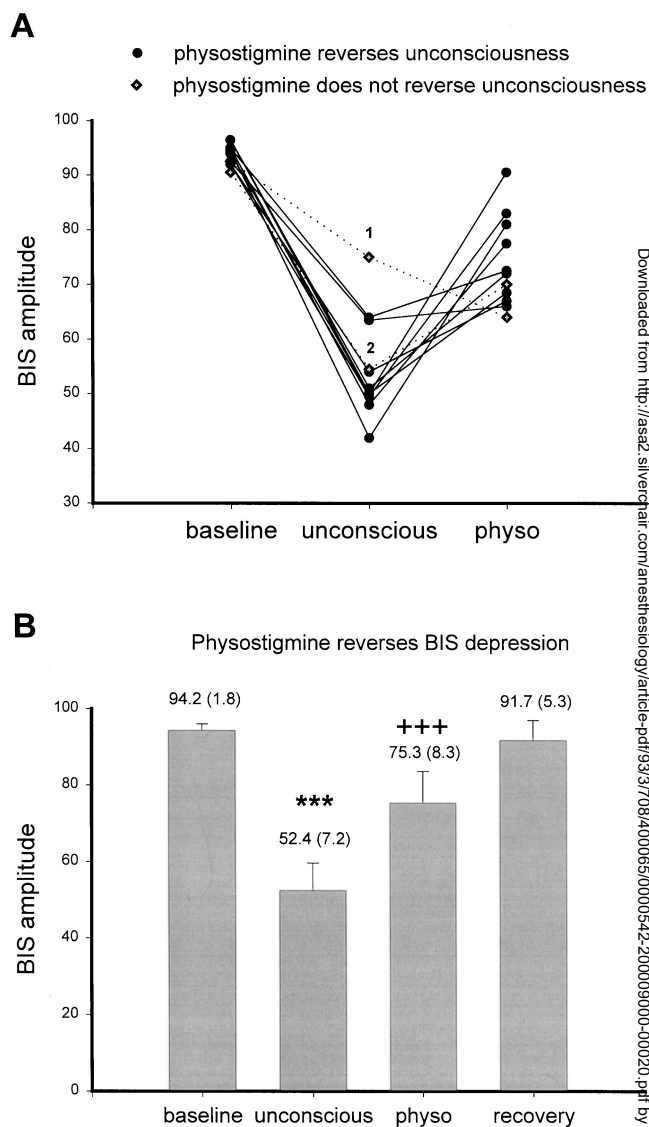 A
physostigmine reverses unconsciousness
physostigmine does not reverse unconsciousness
100
90
80
70
60
50
40
30
BIS amplitude
1
2
baseline unconscious physo
B
Physostigmine reverses BIS depression
100
80
60
40
20
0
BIS amplitude
94.2 (1.8)
***
52.4 (7.2)
+++
75.3 (8.3)
91.7 (5.3)
baseline unconscious physo recovery
Downloaded from http://asa2.silverchair.com/anesthesiology/article-pdf/93/3/708/400065/0000542-200009000-00020.pdf by